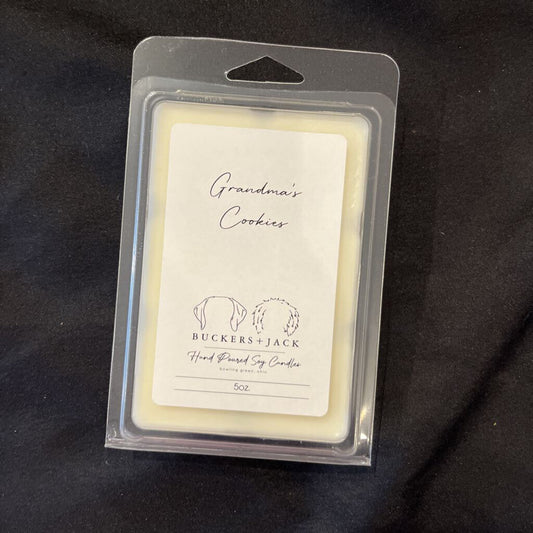 Grandma's
Cookies
BUCKERS + JACK
Hand Poured Soy Candles
bowling green, ohio
5oz